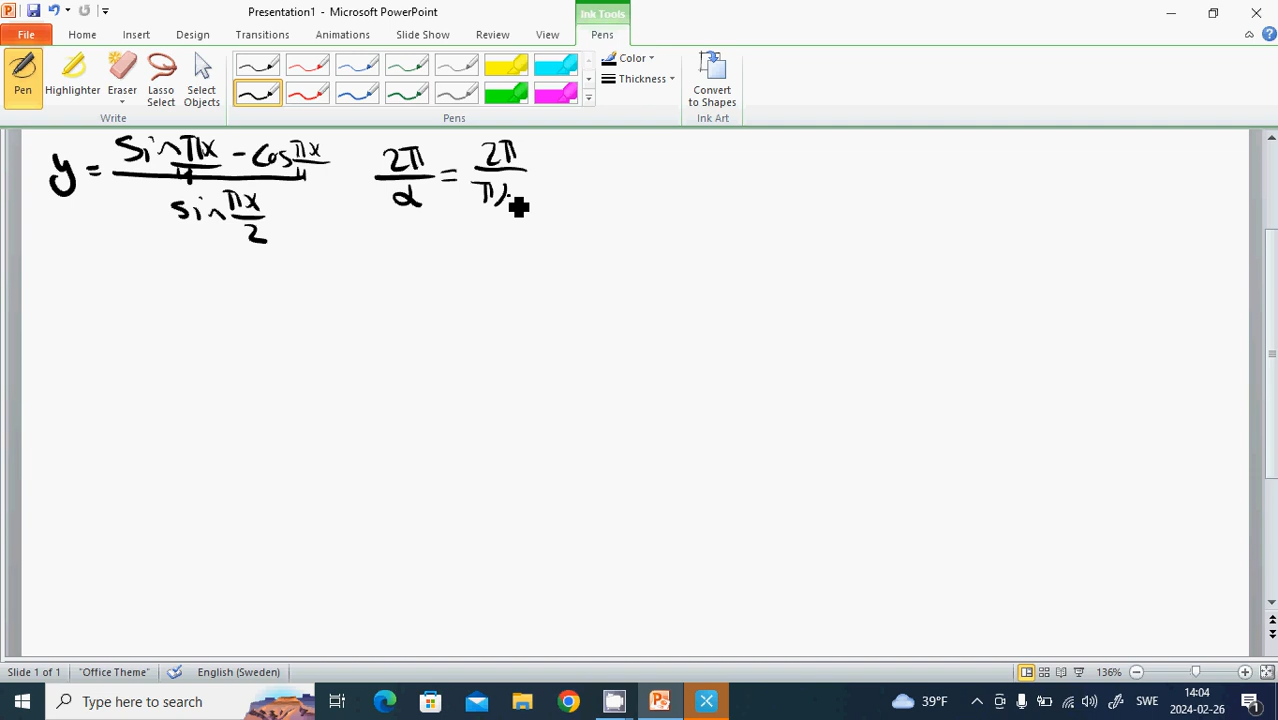 Presentation1 - Microsoft PowerPoint
Ink Tools
File Home Insert Design Transitions Animations Slide Show Review View Pens
Pen Highlighter Eraser Lasso Select Select Objects
Color
Thickness
Convert to Shapes
Write Pens Ink Art
y = (sin πx/4 - cos πx/4) / (sin πx/2) 2π/α = 2π/πx
Slide 1 of 1 "Office Theme" English (Sweden) 136%
Type here to search 39°F SWE 14:04 2024-02-26 1